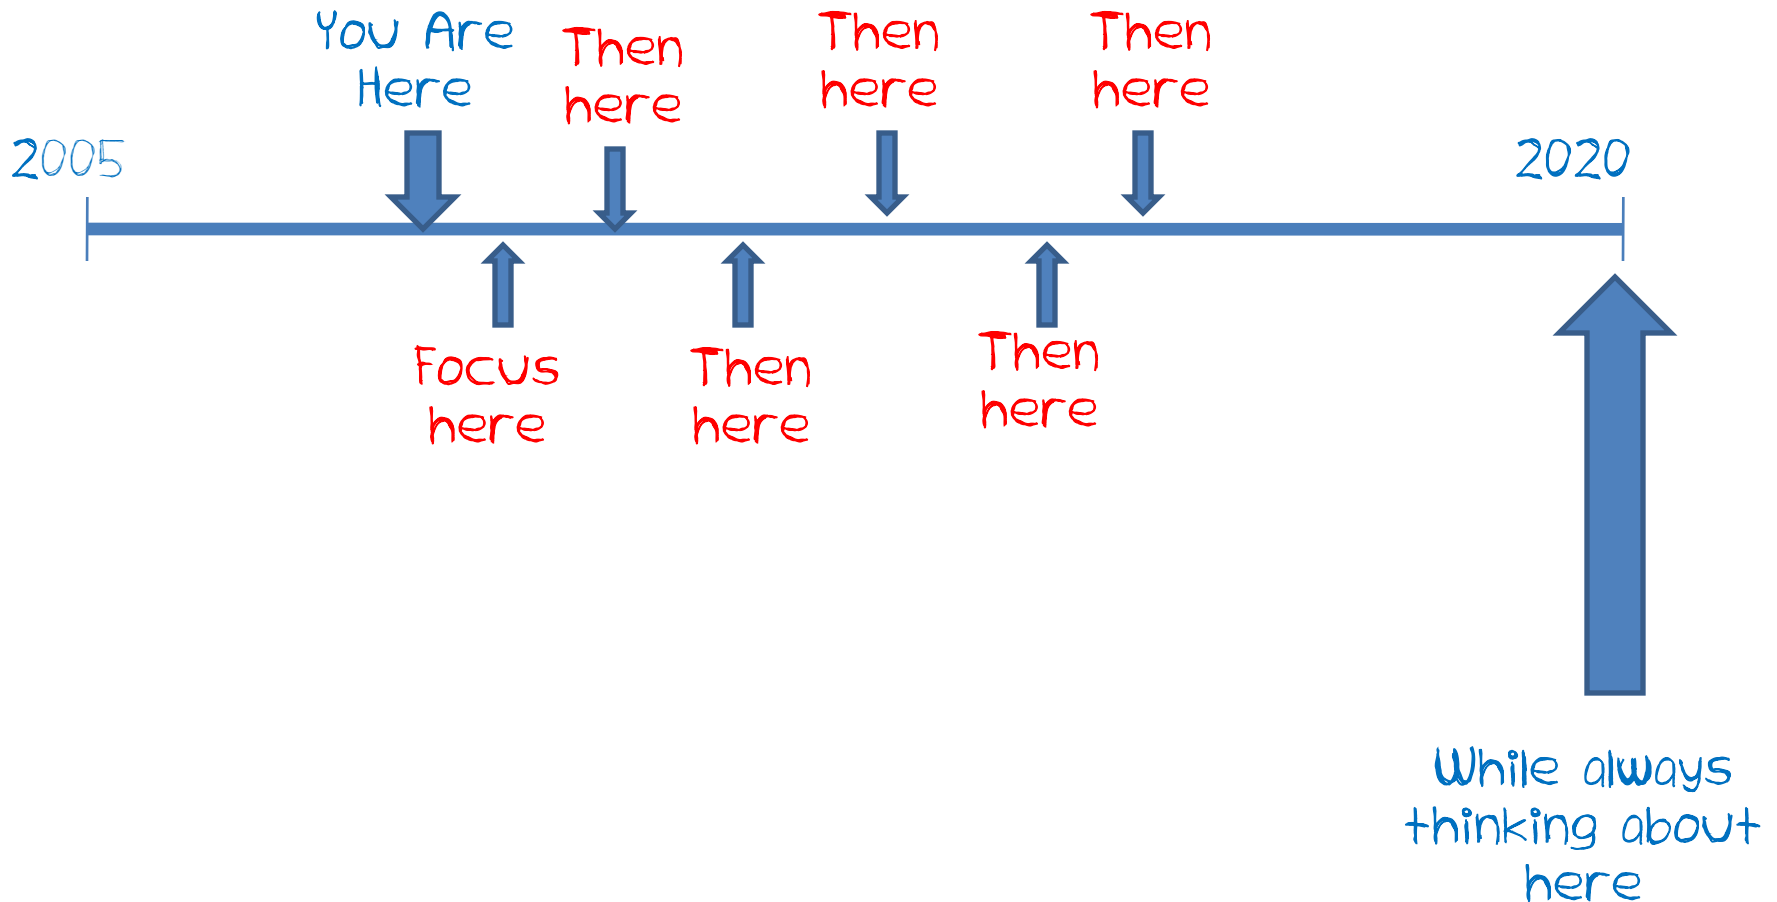 You Are
Here
Then
here
Then
here
Then
here
2005
2020
Focus
here
Then
here
Then
here
While always
thinking about
here